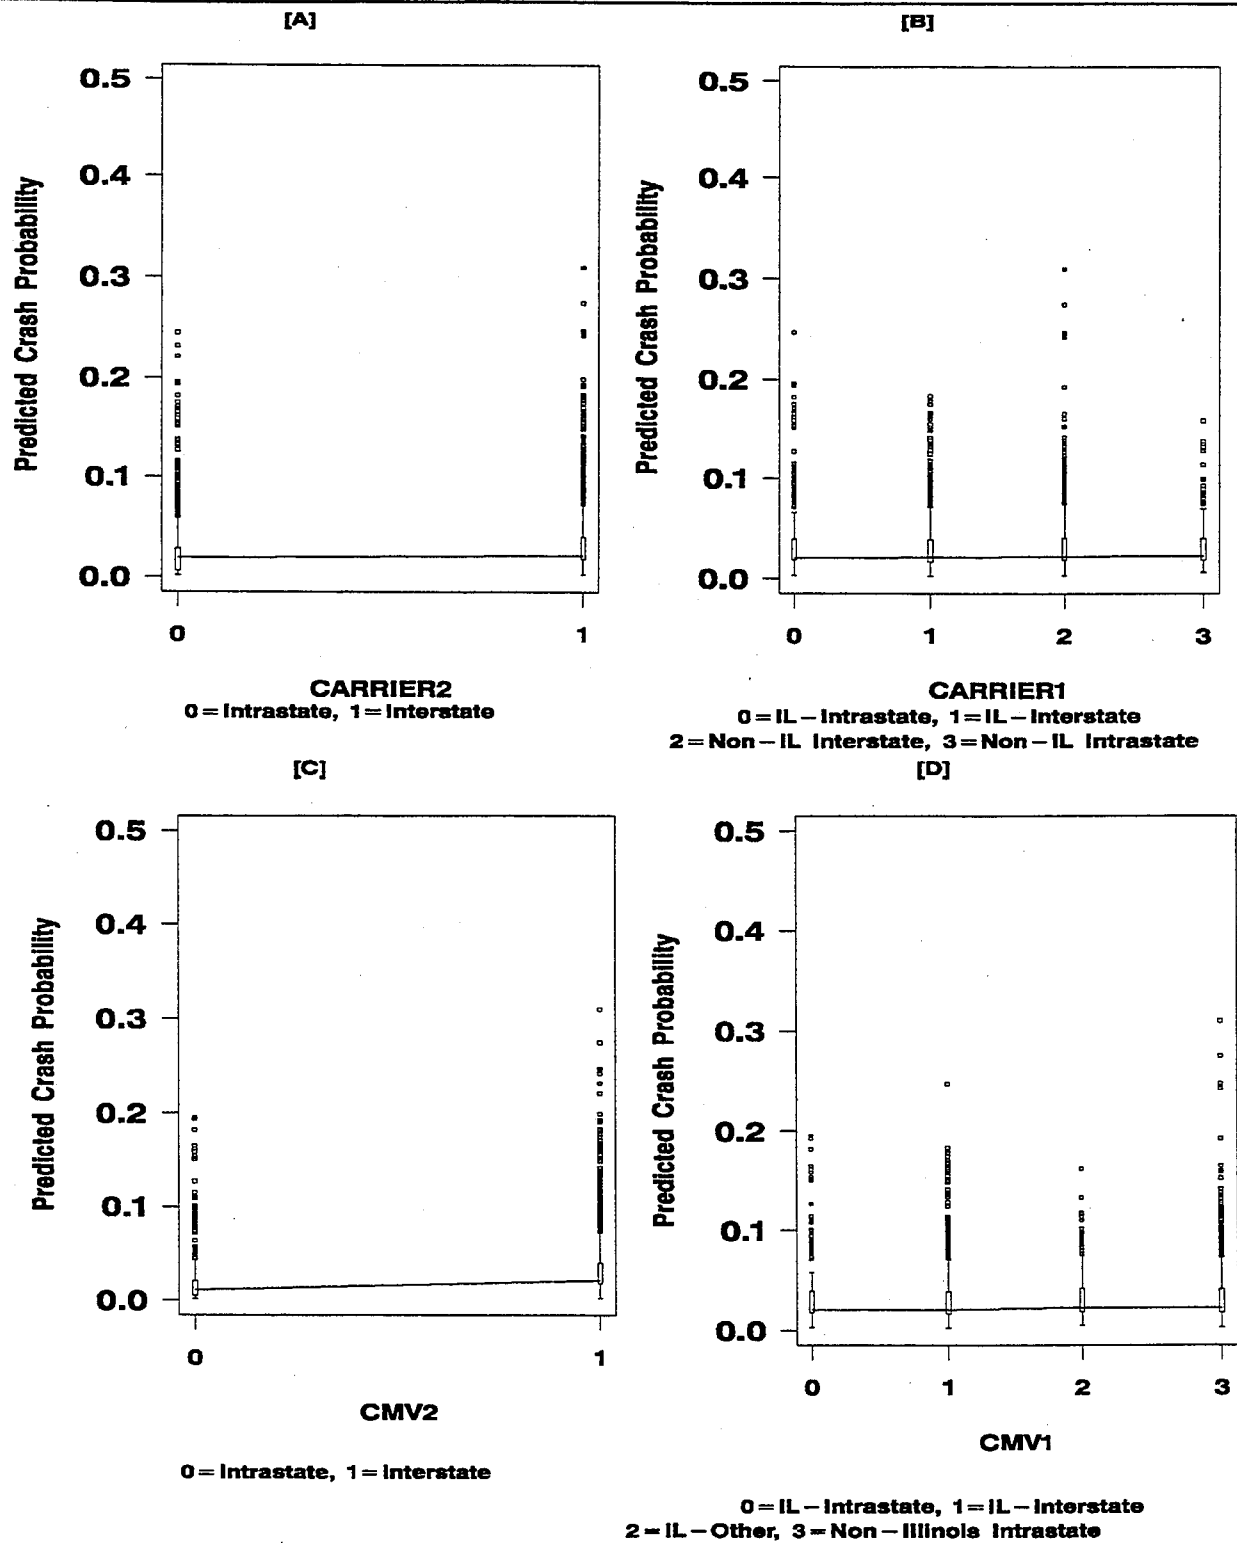 [A]
Predicted Crash Probability
0.5
0.4
0.3
0.2
0.1
0.0
0 1
CARRIER2
0=Intrastate, 1=Interstate
[B]
Predicted Crash Probability
0.5
0.4
0.3
0.2
0.1
0.0
0 1 2 3
CARRIER1
0=IL-Intrastate, 1=IL-Interstate
2=Non-IL Interstate, 3=Non-IL Intrastate
[C]
Predicted Crash Probability
0.5
0.4
0.3
0.2
0.1
0.0
0 1
CMV2
0=Intrastate, 1=Interstate
[D]
Predicted Crash Probability
0.5
0.4
0.3
0.2
0.1
0.0
0 1 2 3
CMV1
0=IL-Intrastate, 1=IL-Interstate
2=IL-Other, 3=Non-Illinois Intrastate